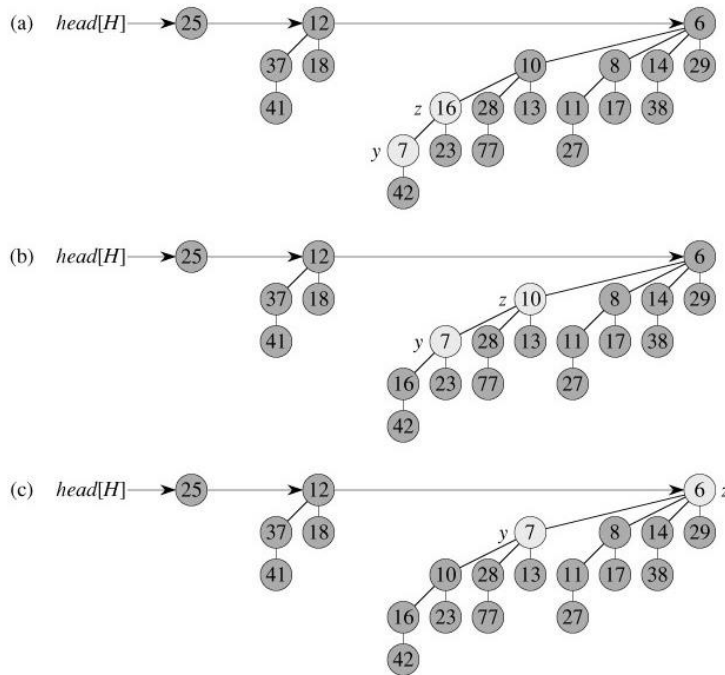 (a) head[H] 25 12 6
37 18 10 8 14 29
41 z 16 28 13 11 17 38
y 7 23 77 27
42
(b) head[H] 25 12 6
37 18 z 10 8 14 29
41 y 7 28 13 11 17 38
16 23 77 27
42
(c) head[H] 25 12 6 z
37 18 y 7 8 14 29
41 10 28 13 11 17 38
16 23 77 27
42